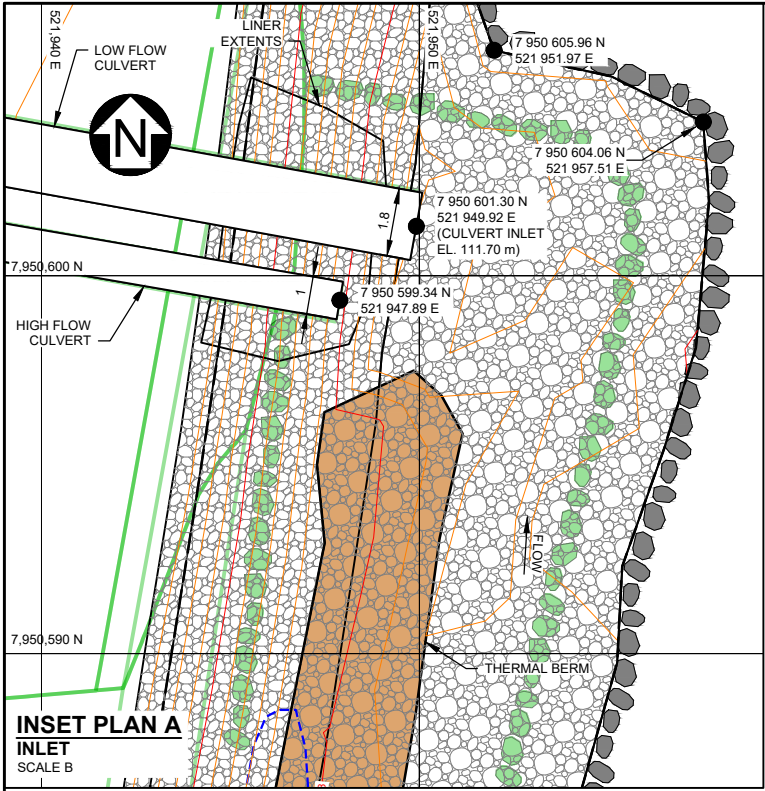 521,940 E
LOW FLOW
CULVERT
LINER
EXTENTS
521,950 E
7 950 605.96 N
521 951.97 E
N
7 950 604.06 N
521 957.51 E
1.8
7 950 601.30 N
521 949.92 E
(CULVERT INLET
EL. 111.70 m)
7,950,600 N
1
7 950 599.34 N
521 947.89 E
HIGH FLOW
CULVERT
FLOW
7,950,590 N
THERMAL BERM
INSET PLAN A
INLET
SCALE B